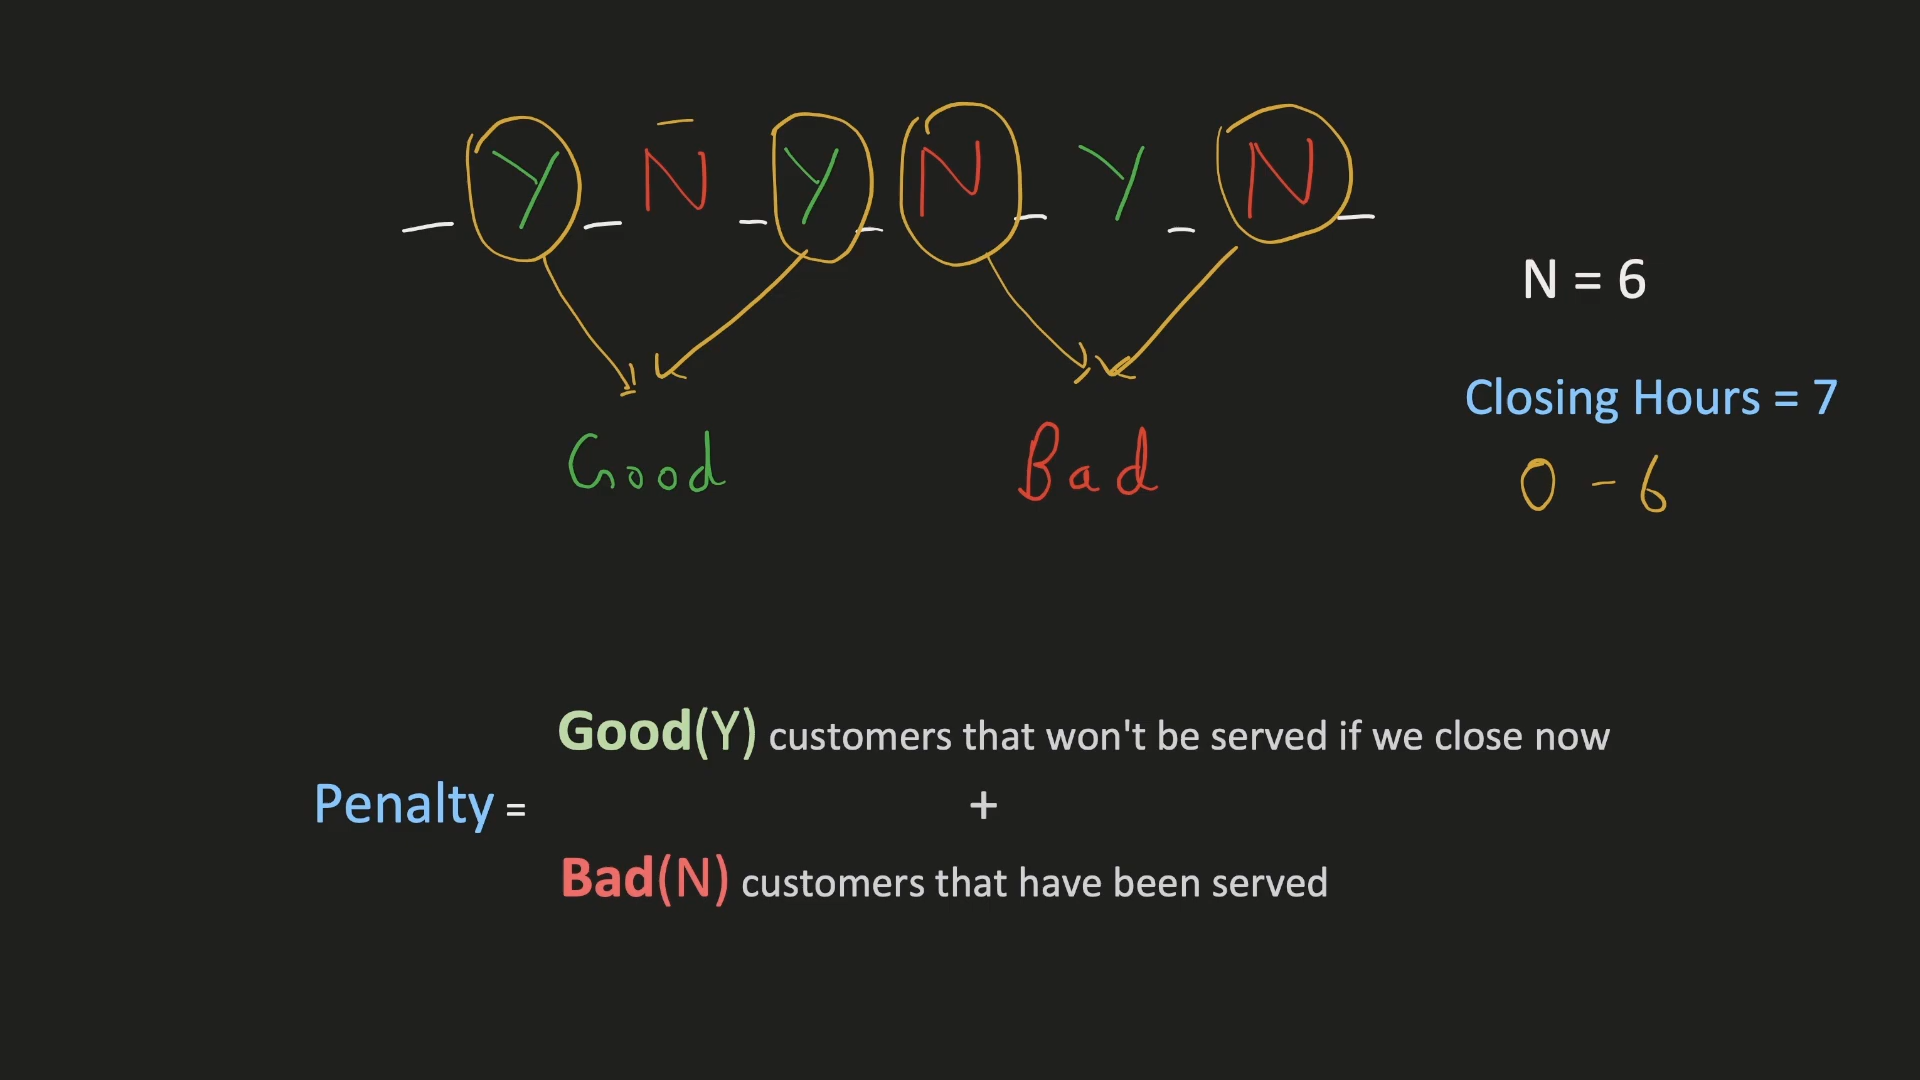 _ Y _ N _ Y _ N _ Y _ N _
N = 6
Closing Hours = 7
0 - 6
Good Bad
Good(Y) customers that won't be served if we close now
Penalty = +
Bad(N) customers that have been served